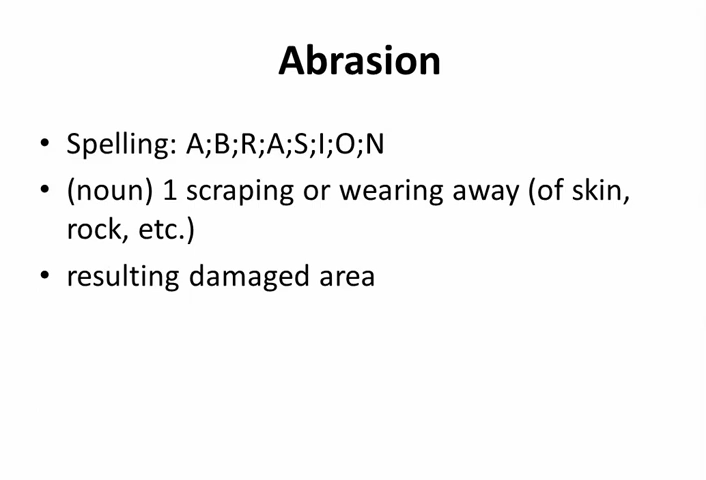 Abrasion
• Spelling: A;B;R;A;S;I;O;N
• (noun) 1 scraping or wearing away (of skin,
rock, etc.)
• resulting damaged area